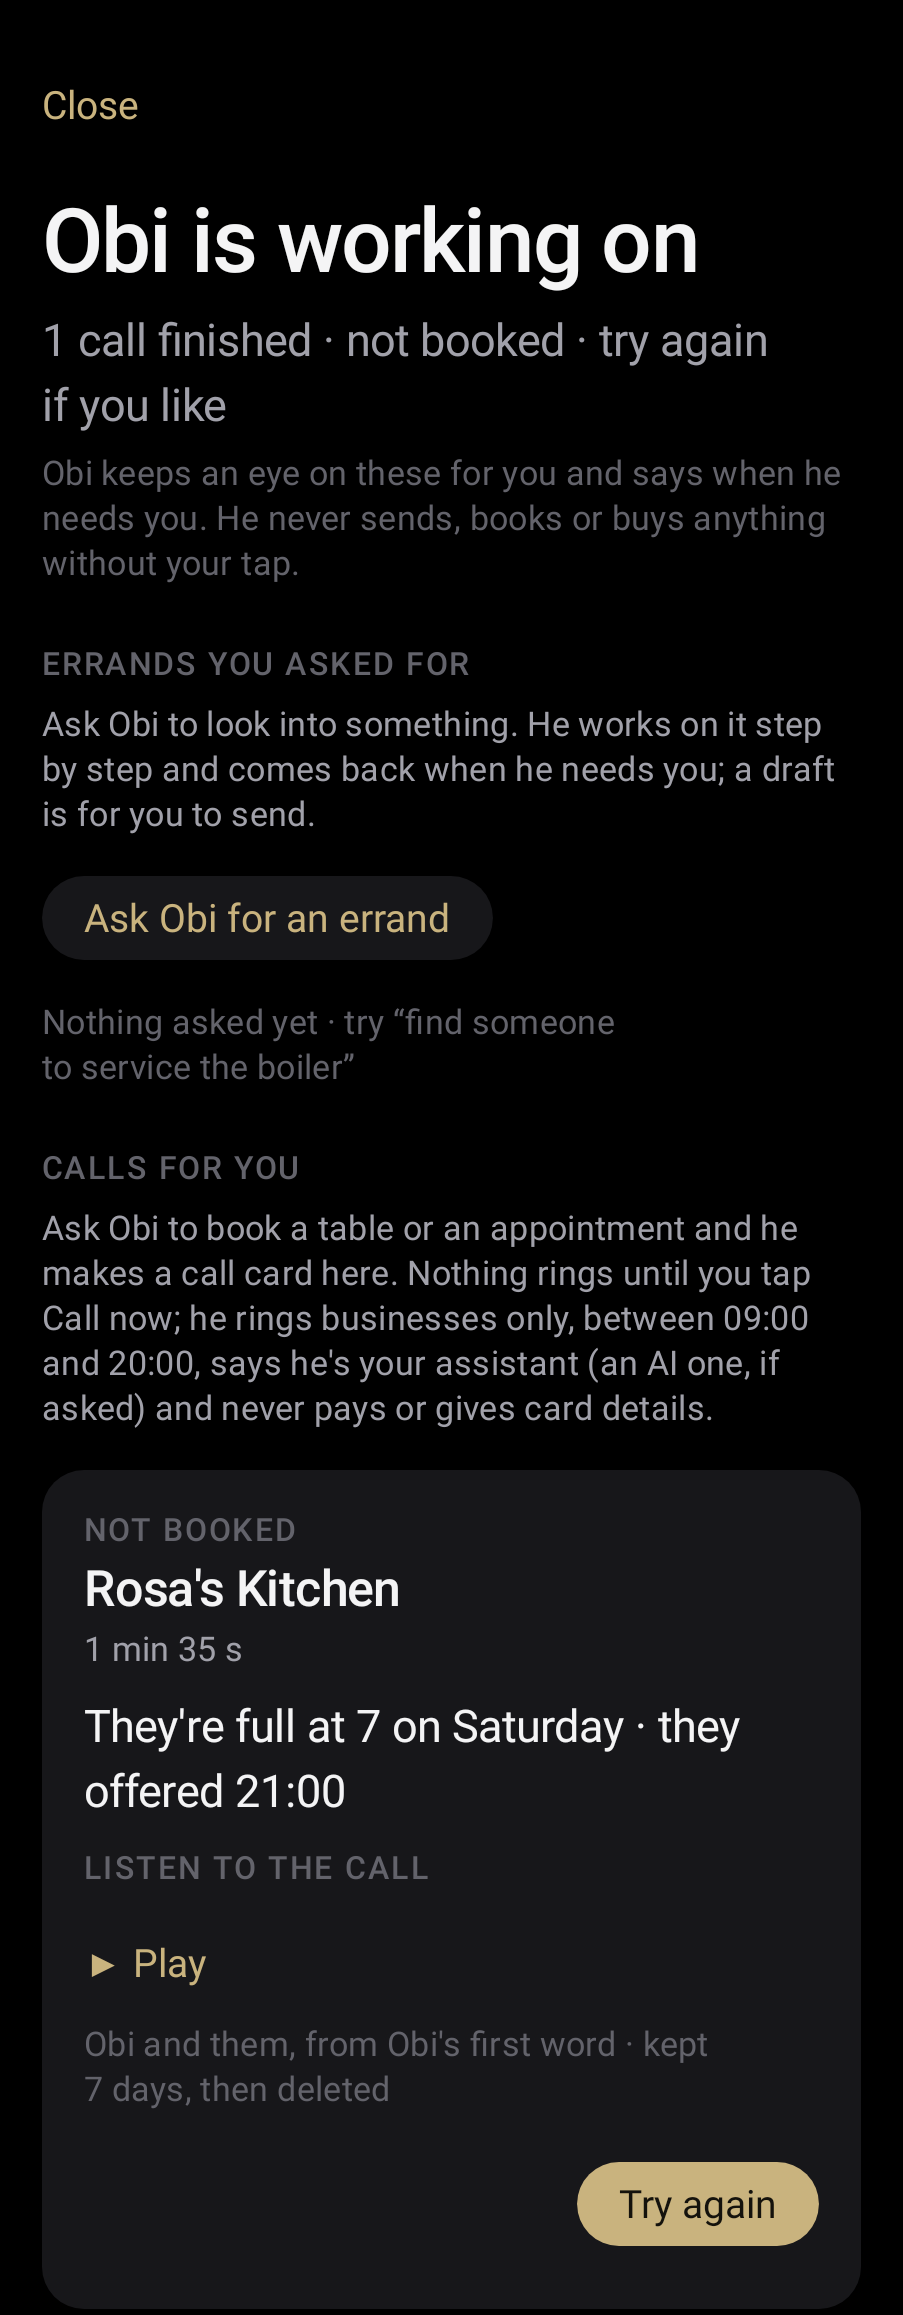 Close
Obi is working on
1 call finished · not booked · try again
if you like
Obi keeps an eye on these for you and says when he
needs you. He never sends, books or buys anything
without your tap.
ERRANDS YOU ASKED FOR
Ask Obi to look into something. He works on it step
by step and comes back when he needs you; a draft
is for you to send.
Ask Obi for an errand
Nothing asked yet · try “find someone
to service the boiler”
CALLS FOR YOU
Ask Obi to book a table or an appointment and he
makes a call card here. Nothing rings until you tap
Call now; he rings businesses only, between 09:00
and 20:00, says he's your assistant (an AI one, if
asked) and never pays or gives card details.
NOT BOOKED
Rosa's Kitchen
1 min 35 s
They're full at 7 on Saturday · they
offered 21:00
LISTEN TO THE CALL
► Play
Obi and them, from Obi's first word · kept
7 days, then deleted
Try again